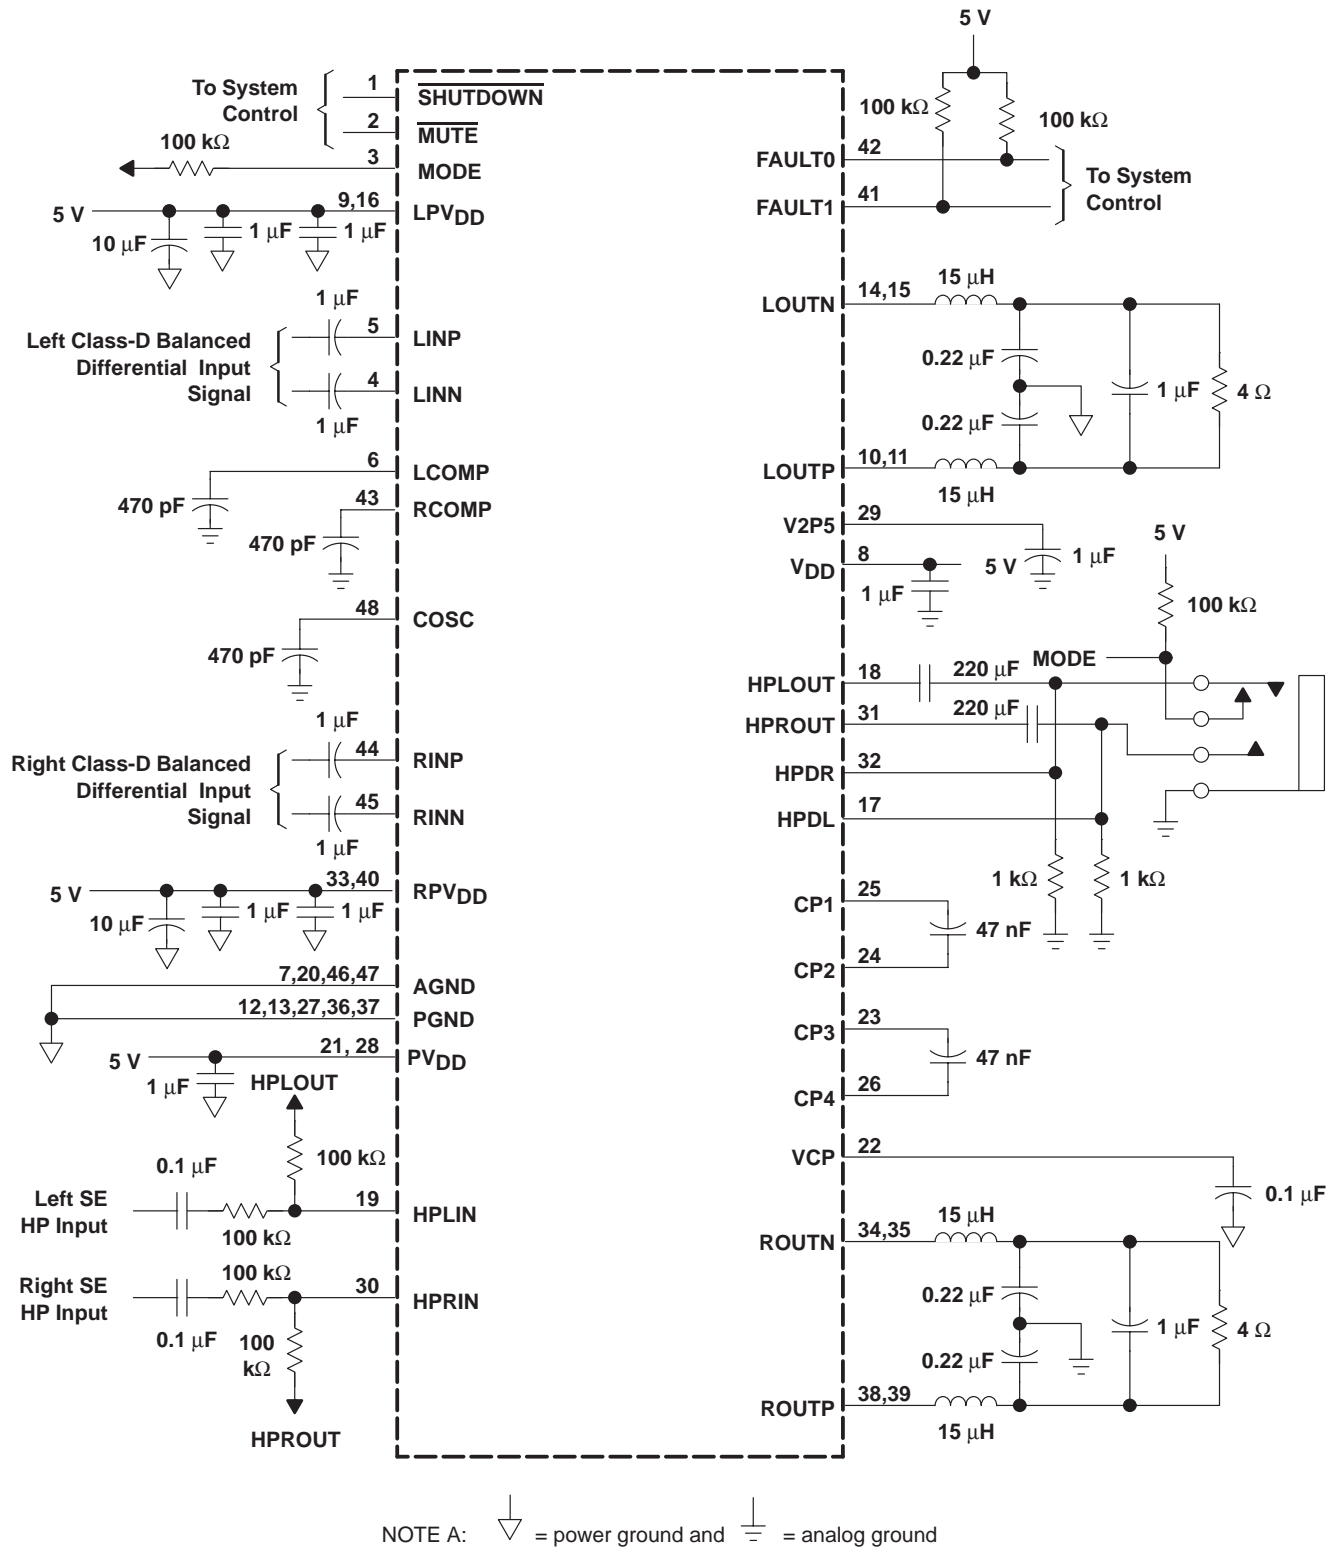 5 V
To System
Control
1
SHUTDOWN
2
MUTE
100 kΩ
3
MODE
100 kΩ
100 kΩ
FAULT0
42
FAULT1
41
To System
Control
5 V
9,16
LPVDD
10 µF
1 µF
1 µF
1 µF
5
LINP
Left Class-D Balanced
Differential Input
Signal
4
LINN
1 µF
LOUTN
14,15
15 µH
0.22 µF
0.22 µF
1 µF
4 Ω
LOUTP
10,11
15 µH
6
LCOMP
470 pF
43
RCOMP
470 pF
V2P5
29
1 µF
VDD
8
5 V
1 µF
5 V
100 kΩ
MODE
48
COSC
470 pF
HPLOUT
18
220 µF
HPROUT
31
220 µF
HPDR
32
HPDL
17
1 kΩ
1 kΩ
1 µF
44
RINP
Right Class-D Balanced
Differential Input
Signal
45
RINN
1 µF
5 V
33,40
RPVDD
10 µF
1 µF
1 µF
CP1
25
47 nF
CP2
24
7,20,46,47
AGND
12,13,27,36,37
PGND
CP3
23
47 nF
CP4
26
5 V
21, 28
PVDD
1 µF
HPLOUT
100 kΩ
0.1 µF
Left SE
HP Input
19
HPLIN
100 kΩ
VCP
22
0.1 µF
Right SE
HP Input
100 kΩ
30
HPRIN
0.1 µF
100
kΩ
HPROUT
ROUTN
34,35
15 µH
0.22 µF
0.22 µF
1 µF
4 Ω
ROUTP
38,39
15 µH
NOTE A: = power ground and = analog ground